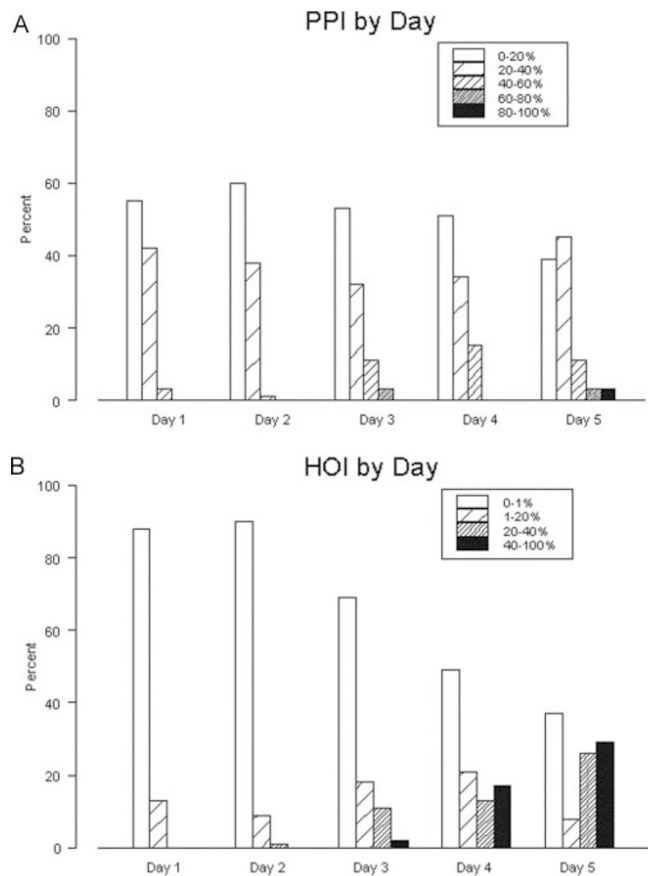 A
PPI by Day
100
80
60
40
20
0
Percent
0-20%
20-40%
40-60%
60-80%
80-100%
Day 1
Day 2
Day 3
Day 4
Day 5
B
HOI by Day
100
80
60
40
20
0
Percent
0-1%
1-20%
20-40%
40-100%
Day 1
Day 2
Day 3
Day 4
Day 5